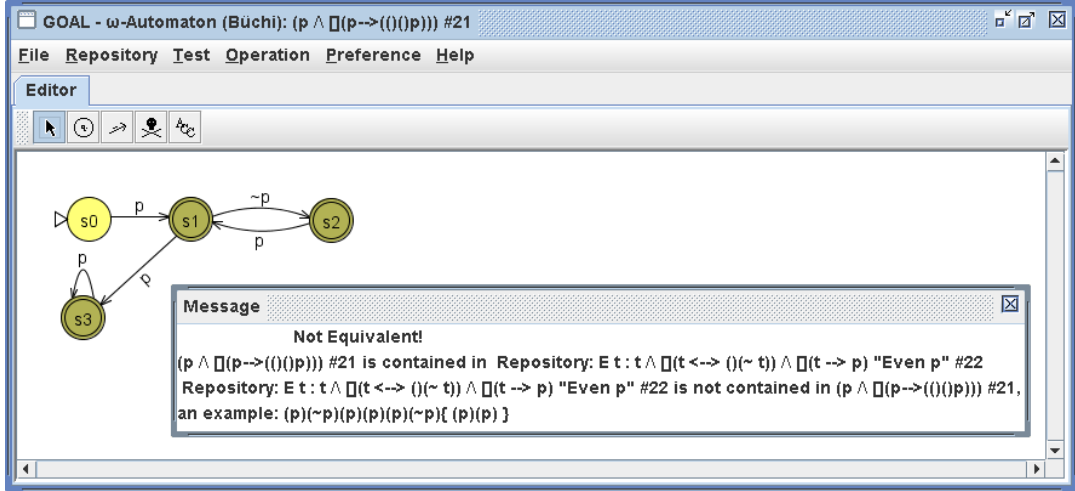 GOAL - ω-Automaton (Büchi): (p /\ [](p-->(()()p))) #21
File Repository Test Operation Preference Help
Editor
Acc
p
~p
s0
s1
s2
p
p
p
s3
Message
Not Equivalent!
(p /\ [](p-->(()()p))) #21 is contained in Repository: E t : t /\ [](t <--> ()(~ t)) /\ [](t --> p) "Even p" #22
Repository: E t : t /\ [](t <--> ()(~ t)) /\ [](t --> p) "Even p" #22 is not contained in (p /\ [](p-->(()()p))) #21,
an example: (p)(~p)(p)(p)(p)(~p){ (p)(p) }